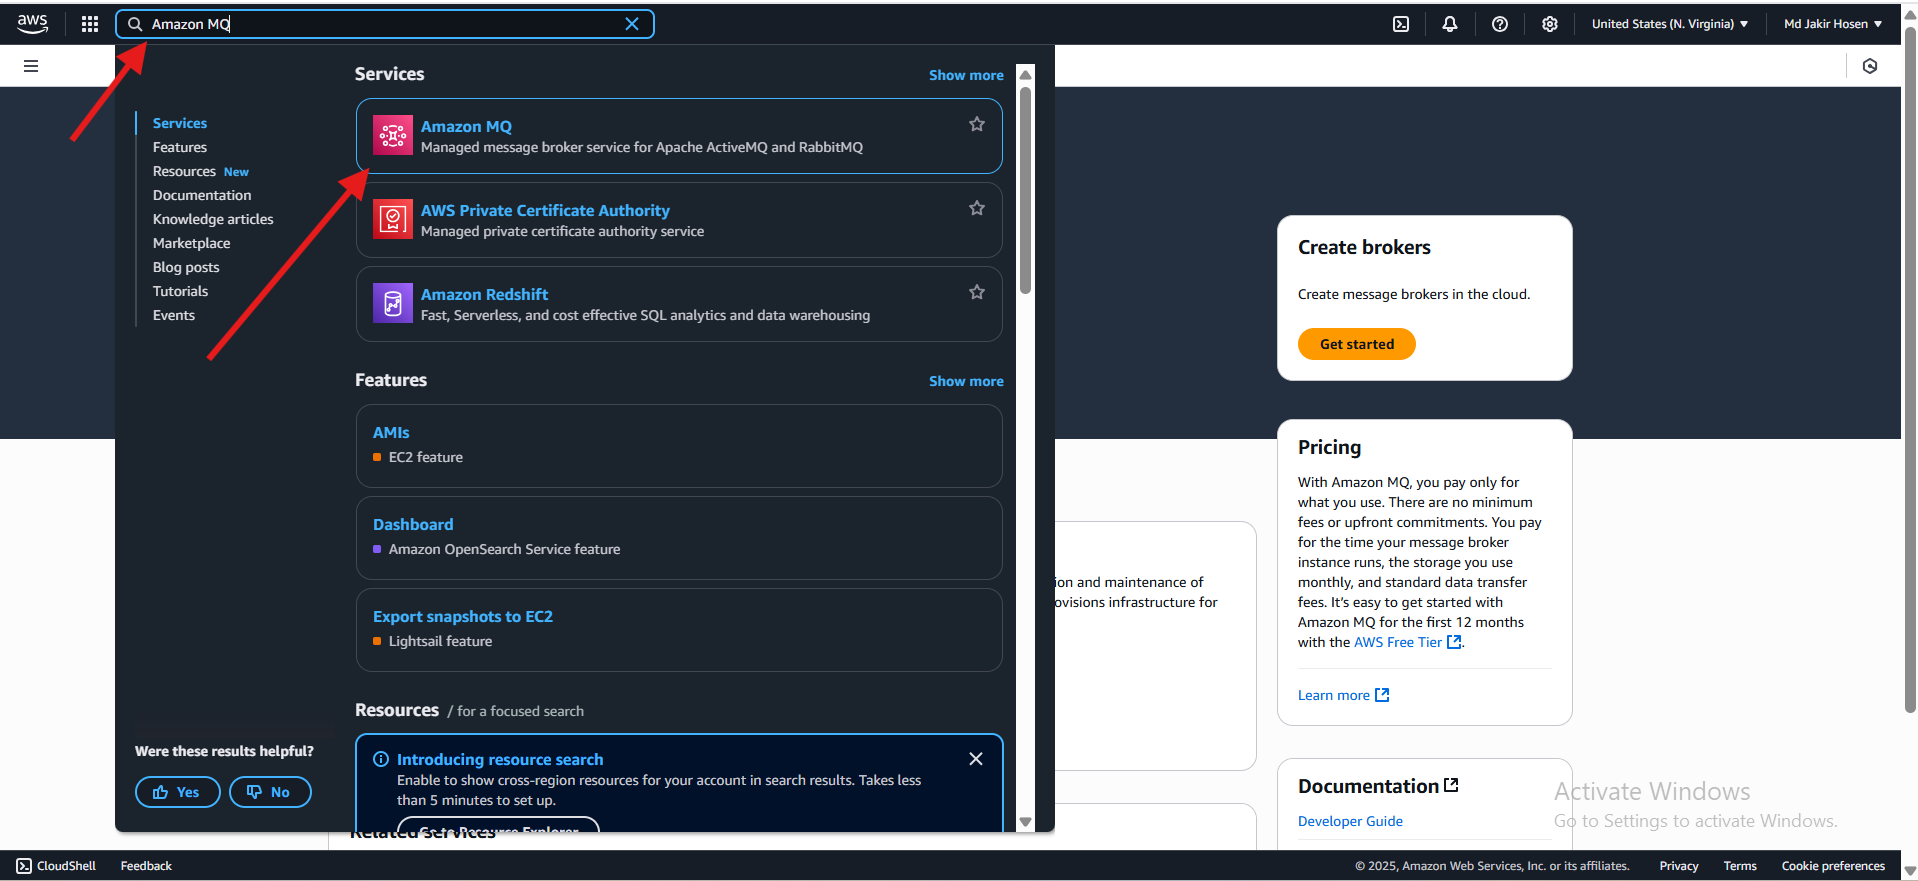 aws
Amazon MQ
United States (N. Virginia)
Md Jakir Hosen
Services
Features
Resources New
Documentation
Knowledge articles
Marketplace
Blog posts
Tutorials
Events
Were these results helpful?
Yes
No
Services
Show more
Amazon MQ
Managed message broker service for Apache ActiveMQ and RabbitMQ
AWS Private Certificate Authority
Managed private certificate authority service
Amazon Redshift
Fast, Serverless, and cost effective SQL analytics and data warehousing
Features
Show more
AMIs
EC2 feature
Dashboard
Amazon OpenSearch Service feature
Export snapshots to EC2
Lightsail feature
Resources / for a focused search
Introducing resource search
Enable to show cross-region resources for your account in search results. Takes less
than 5 minutes to set up.
Go to Resource Explorer
Related services
ion and maintenance of
ovisions infrastructure for
Create brokers
Create message brokers in the cloud.
Get started
Pricing
With Amazon MQ, you pay only for
what you use. There are no minimum
fees or upfront commitments. You pay
for the time your message broker
instance runs, the storage you use
monthly, and standard data transfer
fees. It's easy to get started with
Amazon MQ for the first 12 months
with the AWS Free Tier.
Learn more
Documentation
Developer Guide
Activate Windows
Go to Settings to activate Windows.
CloudShell
Feedback
© 2025, Amazon Web Services, Inc. or its affiliates.
Privacy
Terms
Cookie preferences